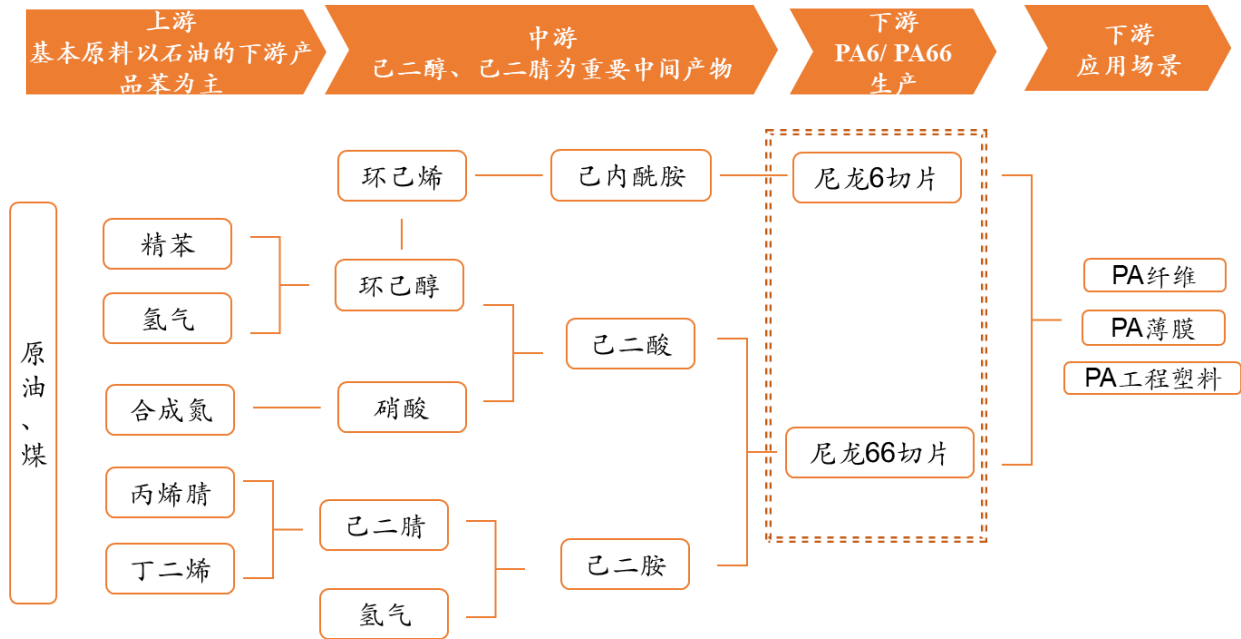 上游
基本原料以石油的下游产
品苯为主
中游
己二醇、己二腈为重要中间产物
下游
PA6/ PA66
生产
下游
应用场景
原油、煤
精苯
氢气
合成氮
丙烯腈
丁二烯
环己烯
环己醇
硝酸
己二腈
氢气
己内酰胺
己二酸
己二胺
尼龙6切片
尼龙66切片
PA纤维
PA薄膜
PA工程塑料